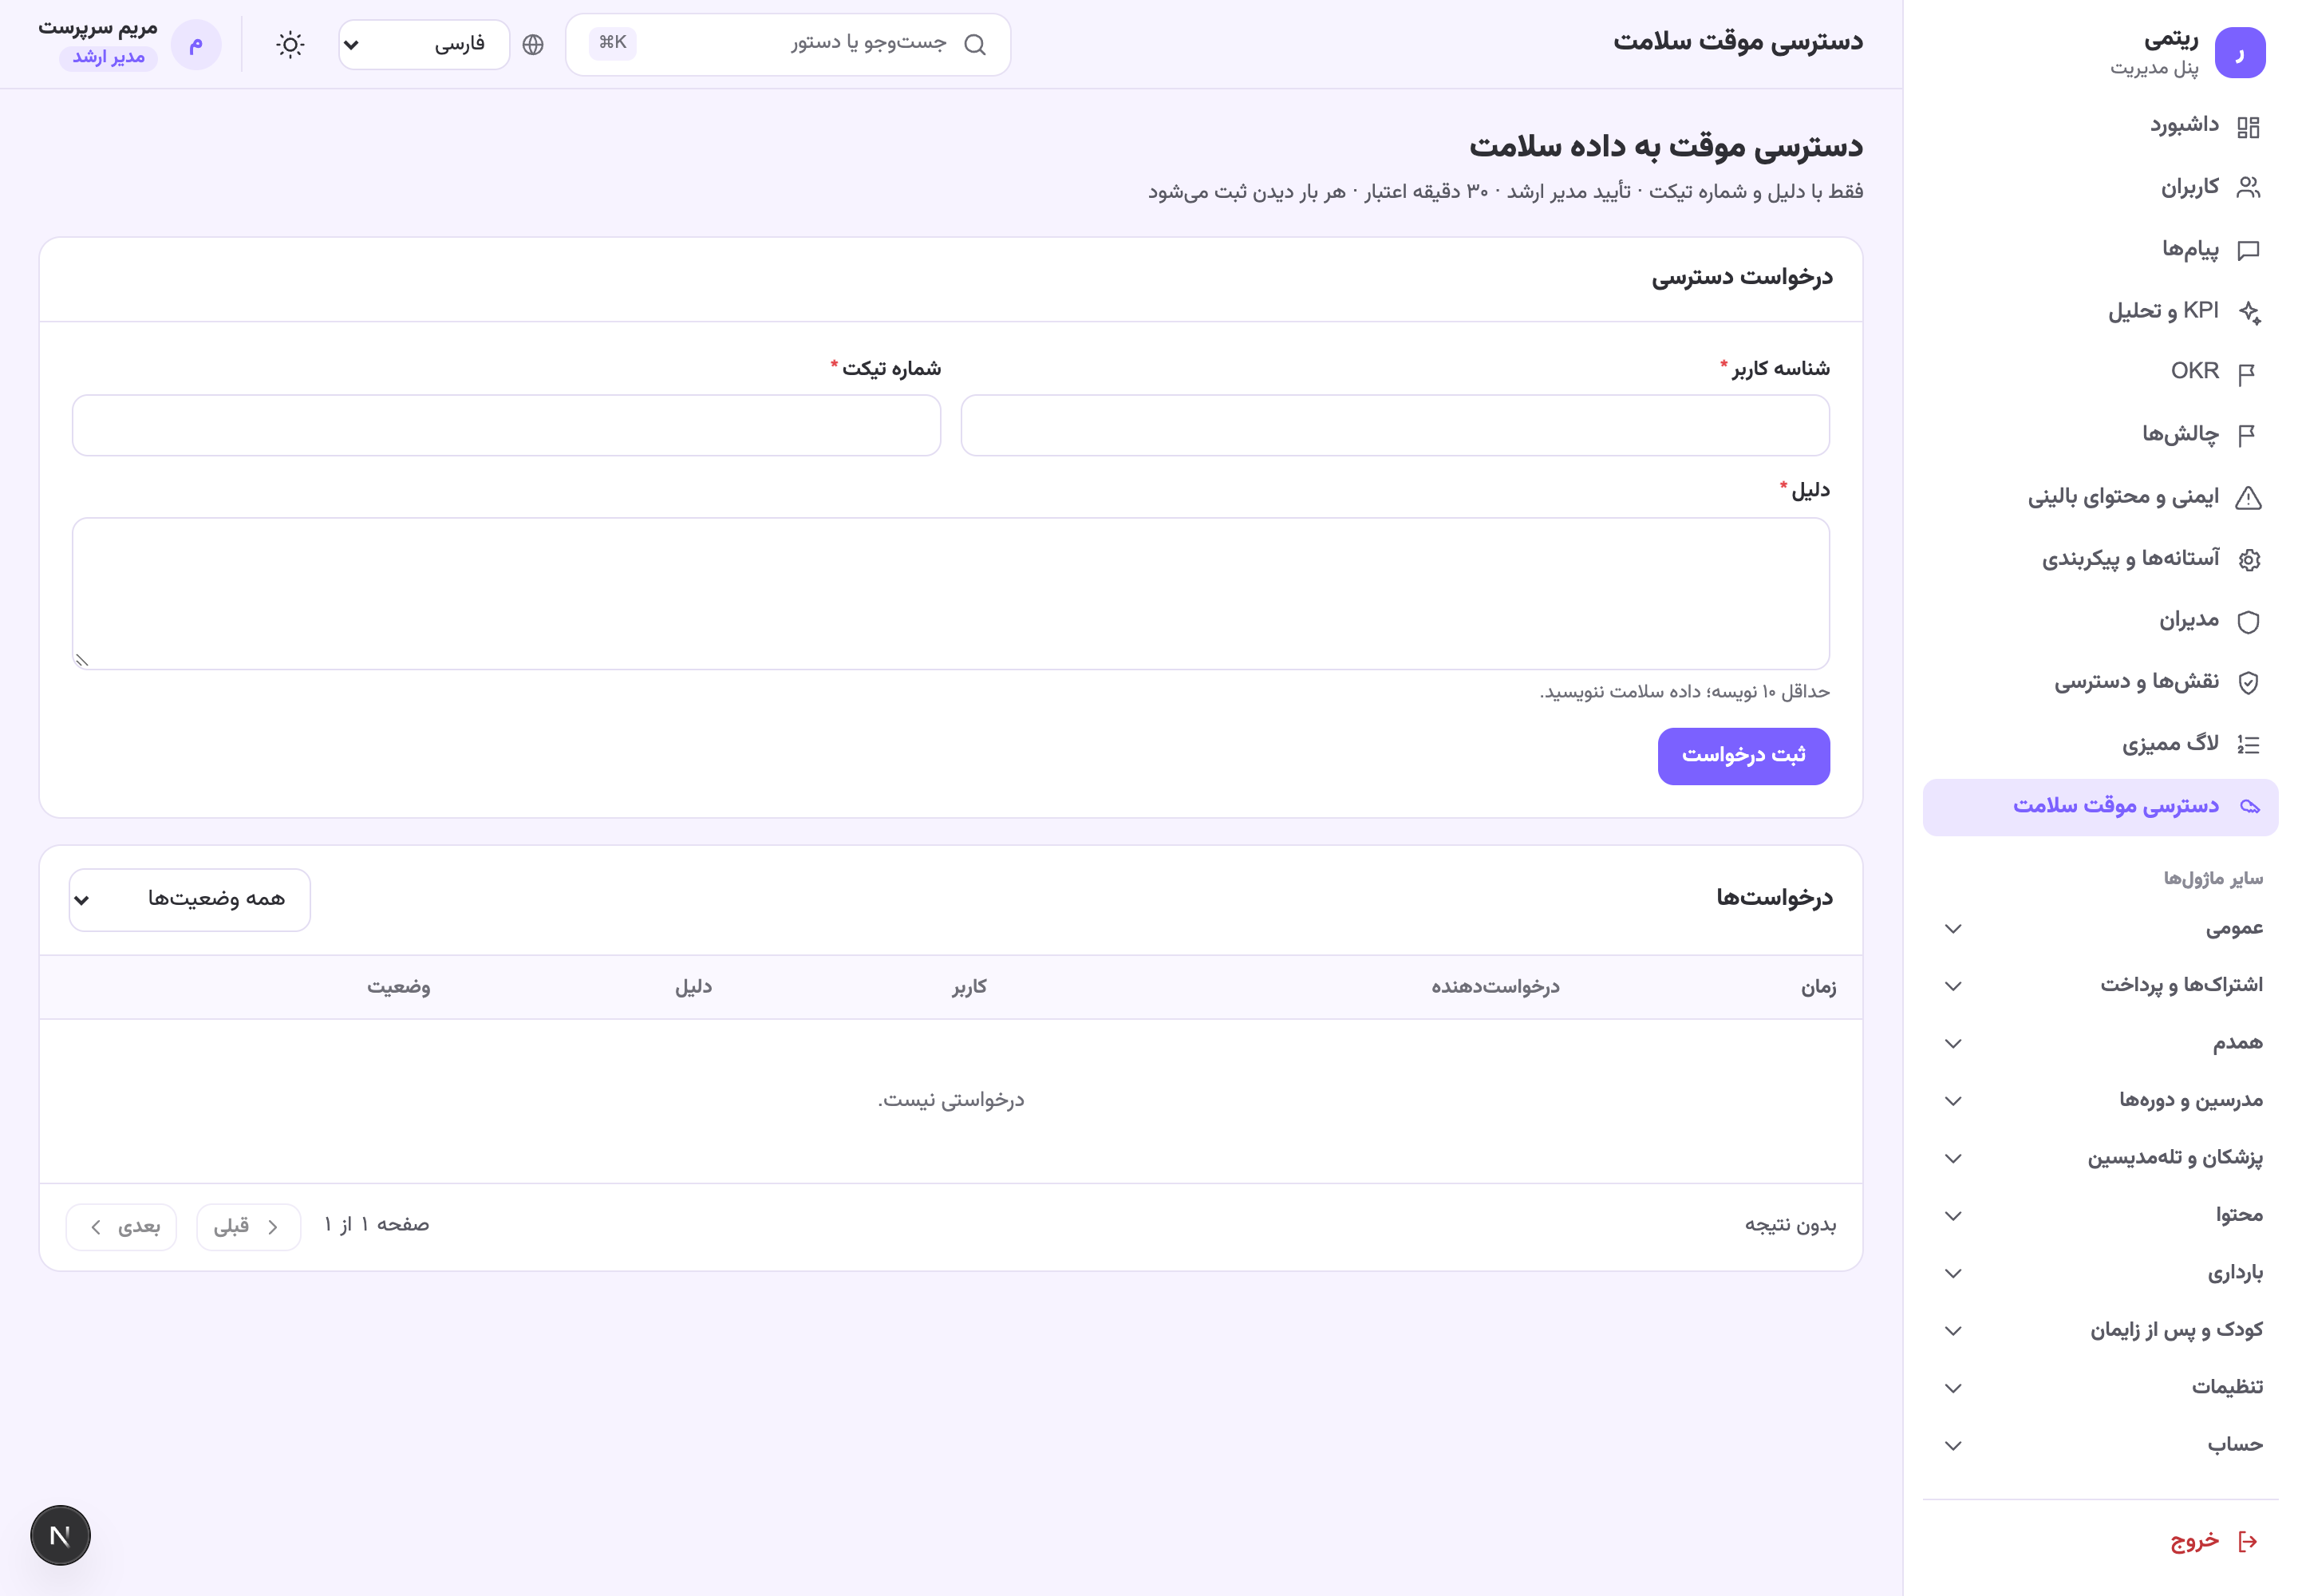 ر
ریتمی
پنل مدیریت
داشبورد
کاربران
پیام‌ها
KPI و تحلیل
OKR
چالش‌ها
ایمنی و محتوای بالینی
آستانه‌ها و پیکربندی
مدیران
نقش‌ها و دسترسی
لاگ ممیزی
دسترسی موقت سلامت
سایر ماژول‌ها
عمومی
اشتراک‌ها و پرداخت
همدم
مدرسین و دوره‌ها
پزشکان و تله‌مدیسین
محتوا
بارداری
کودک و پس از زایمان
تنظیمات
حساب
خروج
دسترسی موقت سلامت
جست‌وجو یا دستور
⌘K
فارسی
م
مریم سرپرست
مدیر ارشد
دسترسی موقت به داده سلامت
فقط با دلیل و شماره تیکت · تأیید مدیر ارشد · ۳۰ دقیقه اعتبار · هر بار دیدن ثبت می‌شود
درخواست دسترسی
شناسه کاربر *
شماره تیکت *
دلیل *
حداقل ۱۰ نویسه؛ داده سلامت ننویسید.
ثبت درخواست
درخواست‌ها
همه وضعیت‌ها
زمان درخواست‌دهنده کاربر دلیل وضعیت
درخواستی نیست.
بدون نتیجه
صفحه ۱ از ۱
قبلی
بعدی
N